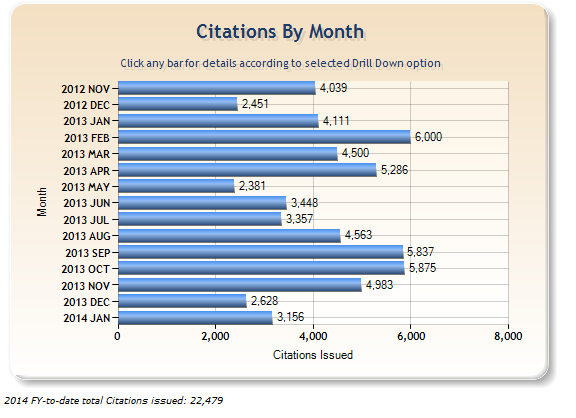 Citations By Month
Click any bar for details according to selected Drill Down option
Month
2012 NOV 4,039
2012 DEC 2,451
2013 JAN 4,111
2013 FEB 6,000
2013 MAR 4,500
2013 APR 5,286
2013 MAY 2,381
2013 JUN 3,448
2013 JUL 3,357
2013 AUG 4,563
2013 SEP 5,837
2013 OCT 5,875
2013 NOV 4,983
2013 DEC 2,628
2014 JAN 3,156
0 2,000 4,000 6,000 8,000
Citations Issued
2014 FY-to-date total Citations issued: 22,479